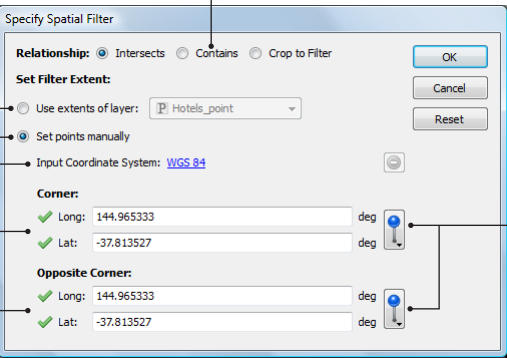 Specify Spatial Filter
Relationship: Intersects Contains Crop to Filter
OK
Set Filter Extent:
Cancel
Use extents of layer: P Hotels_point
Reset
Set points manually
Input Coordinate System: WGS 84
Corner:
Long: 144.965333 deg
Lat: -37.813527 deg
Opposite Corner:
Long: 144.965333 deg
Lat: -37.813527 deg